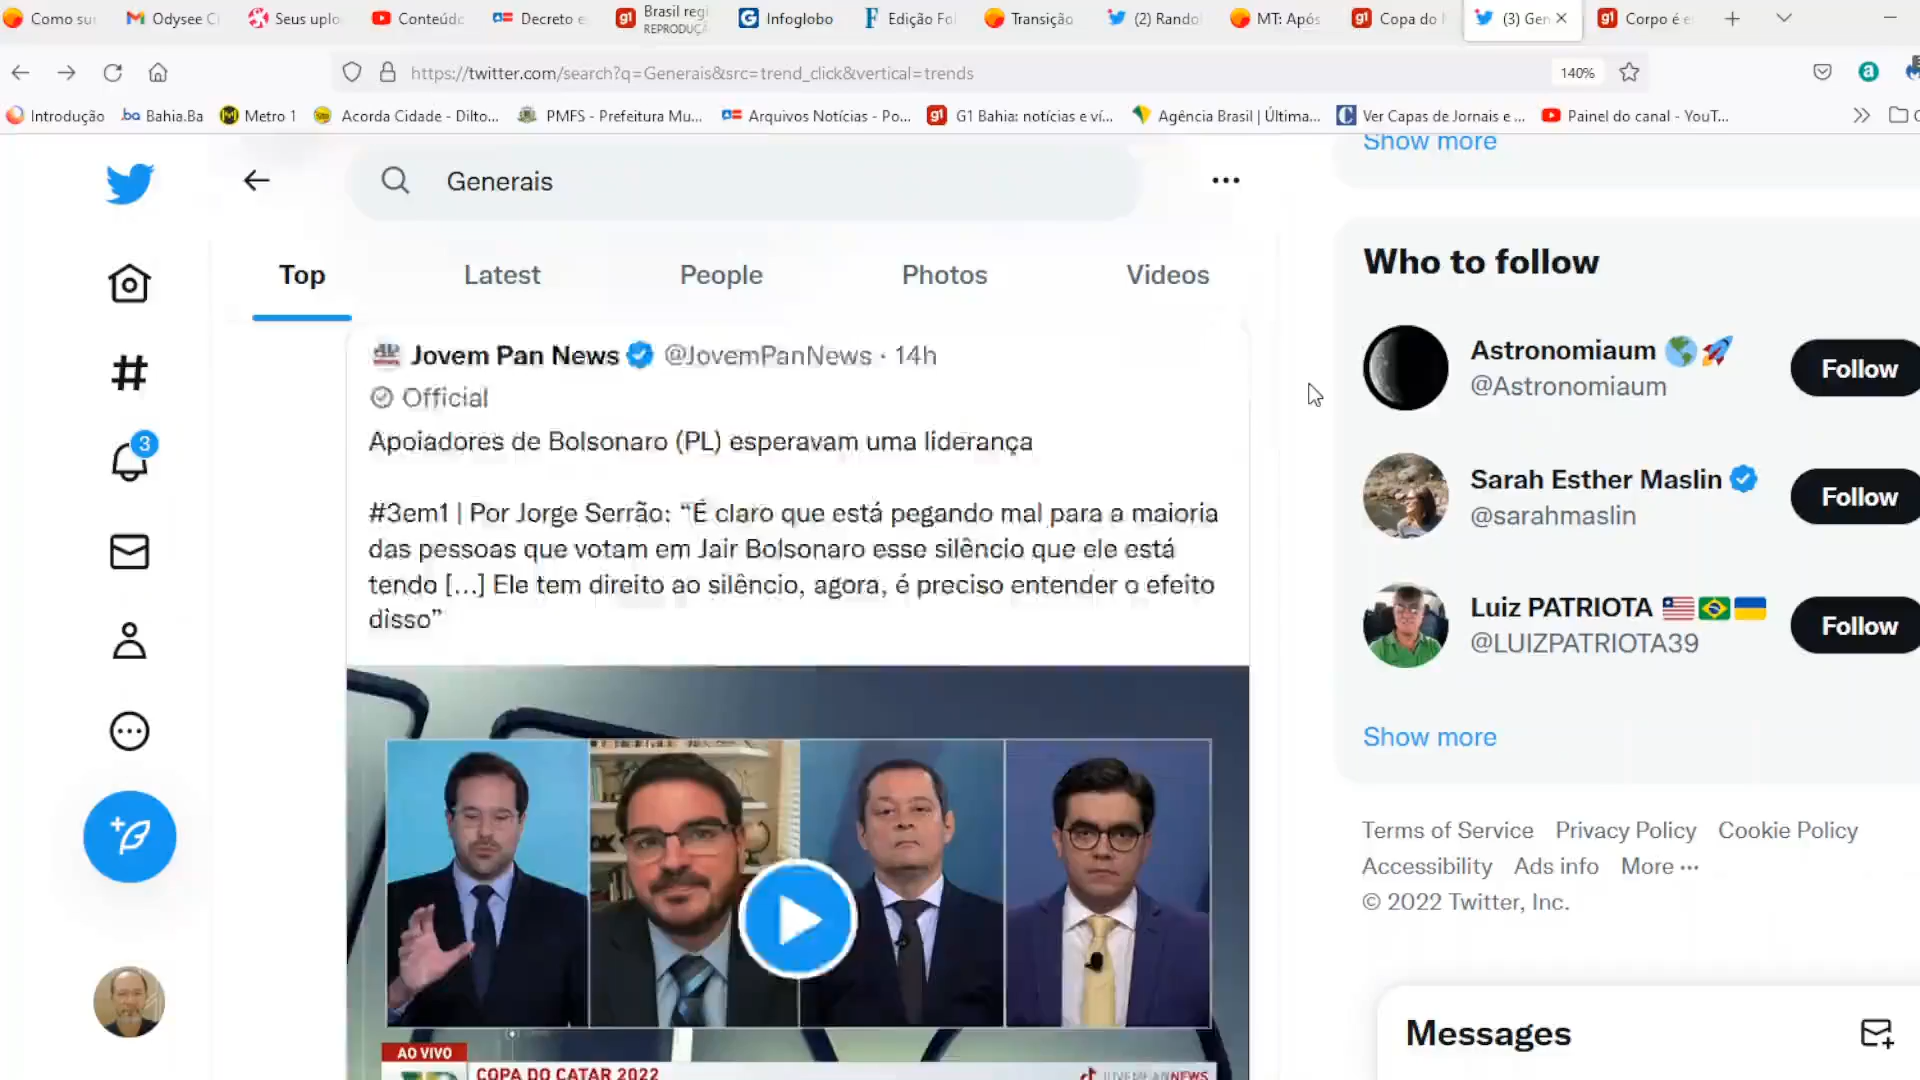 Como su
Odysee C
Seus uplo
Conteúdo
Decreto e
Brasil regi
REPRODUÇÃ
Infoglobo
Edição Fol
Transição
(2) Rando
MT: Após
Copa do M
(3) Gen
Corpo é e
https://twitter.com/search?q=Generais&src=trend_click&vertical=trends
140%
Introdução
Bahia.Ba
Metro 1
Acorda Cidade - Dilto...
PMFS - Prefeitura Mu...
Arquivos Notícias - Po...
G1 Bahia: notícias e ví...
Agência Brasil | Última...
Ver Capas de Jornais e ...
Painel do canal - YouT...
Generais
Top
Latest
People
Photos
Videos
3
Jovem Pan News @JovemPanNews · 14h
Official
Apoiadores de Bolsonaro (PL) esperavam uma liderança
#3em1 | Por Jorge Serrão: “É claro que está pegando mal para a maioria
das pessoas que votam em Jair Bolsonaro esse silêncio que ele está
tendo [...] Ele tem direito ao silêncio, agora, é preciso entender o efeito
disso”
AO VIVO
COPA DO CATAR 2022
JOVEMPANNEWS
Show more
Who to follow
Astronomiaum
@Astronomiaum
Follow
Sarah Esther Maslin
@sarahmaslin
Follow
Luiz PATRIOTA
@LUIZPATRIOTA39
Follow
Show more
Terms of Service Privacy Policy Cookie Policy
Accessibility Ads info More ···
© 2022 Twitter, Inc.
Messages